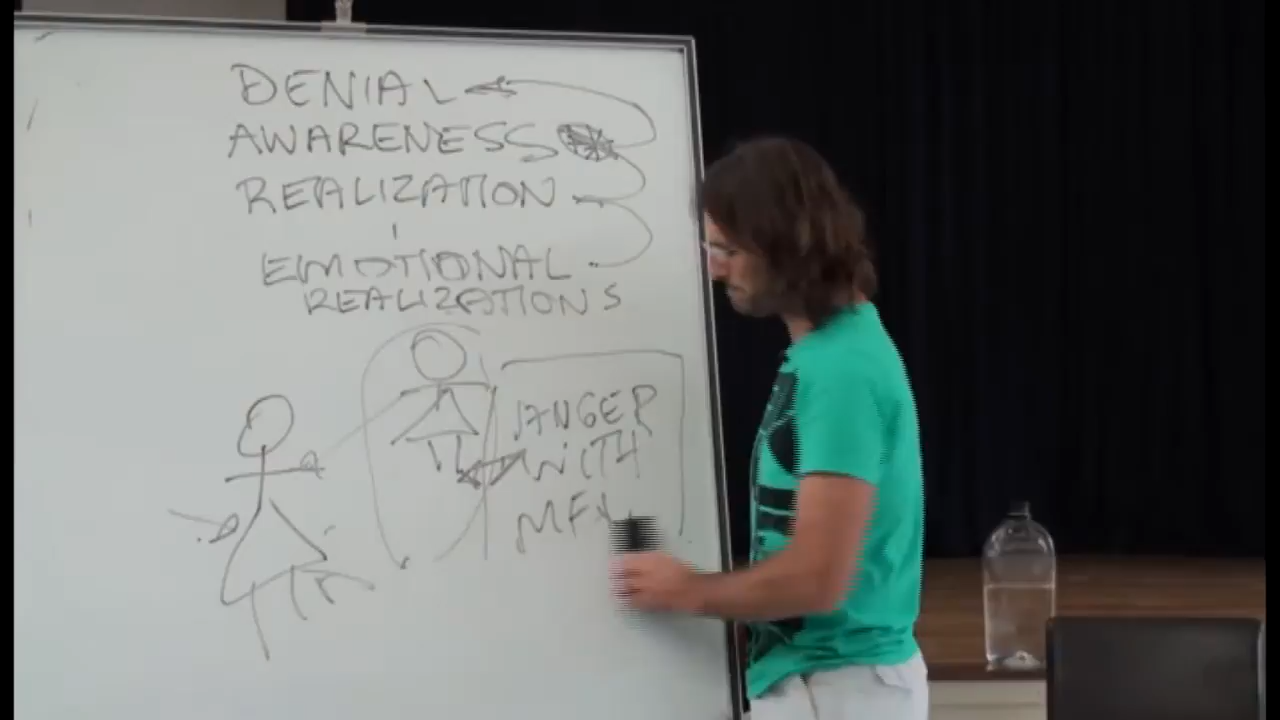 DENIAL
AWARENESS
REALIZATION
EMOTIONAL
REALIZATIONS
ANGER
WITH